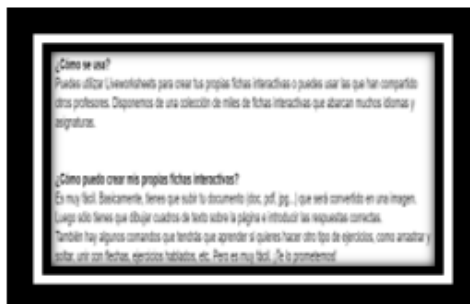 ¿Cómo se usa?
Puedes utilizar Liveworksheets para crear tus propias fichas interactivas o puedes usar las que han compartido
otros profesores. Disponemos de una colección de miles de fichas interactivas que abarcan muchos idiomas y
asignaturas.
¿Cómo puedo crear mis propias fichas interactivas?
Es muy fácil. Basicamente, tienes que subir tu documento (doc, pdf, jpg...) que será convertido en una imagen.
Luego sólo tienes que dibujar cuadros de texto sobre la página e introducir las respuestas correctas.
También hay algunos comandos que tendrás que aprender si quieres hacer otro tipo de ejercicios, como arrastrar y
soltar, unir con flechas, ejercicios hablados, etc. Pero es muy fácil. ¡Te lo prometemos!